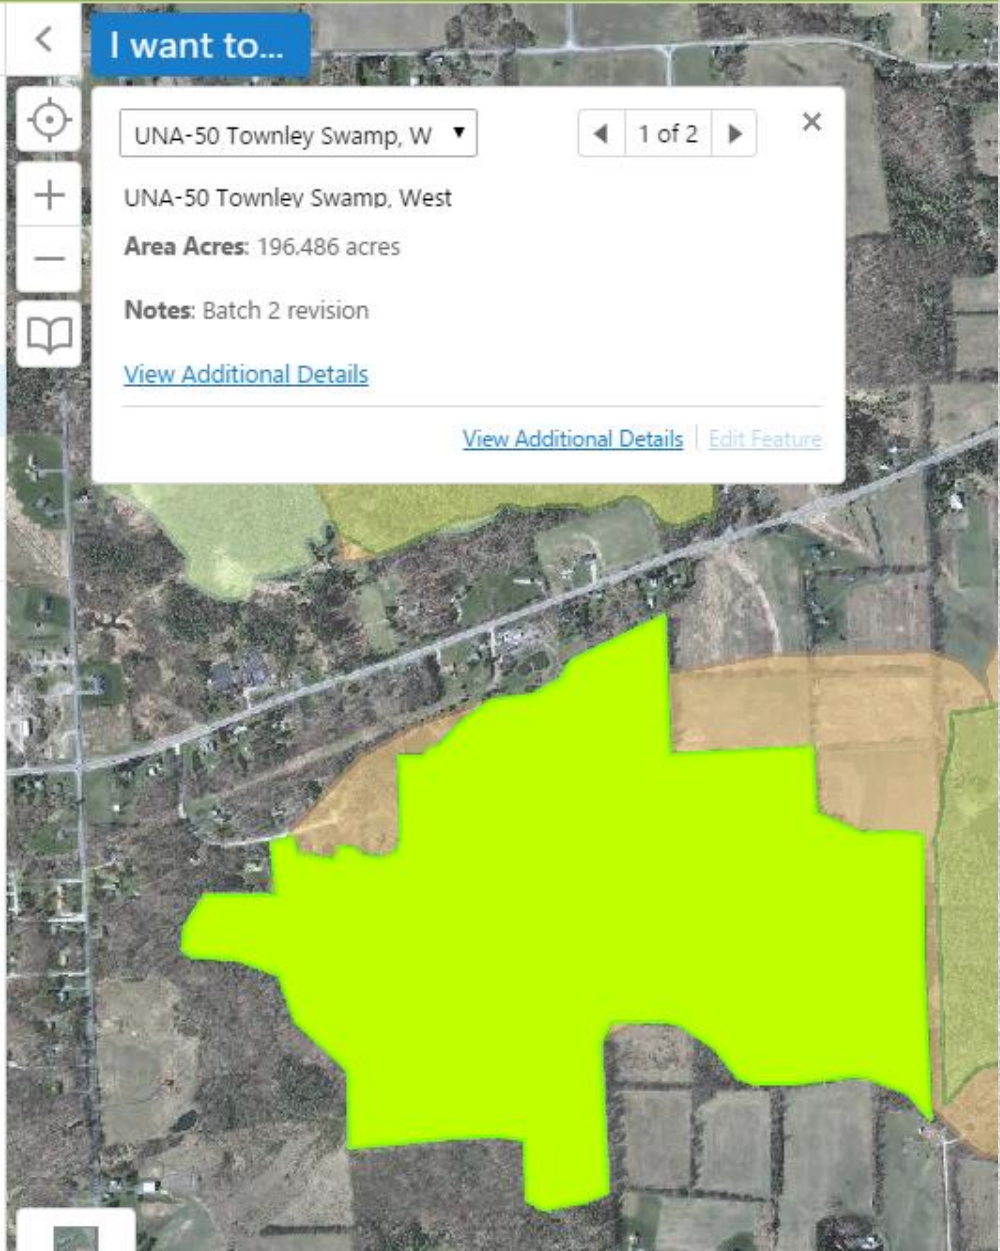 I want to...
UNA-50 Townley Swamp, W
1 of 2
UNA-50 Townley Swamp, West
Area Acres: 196.486 acres
Notes: Batch 2 revision
View Additional Details
View Additional Details | Edit Feature